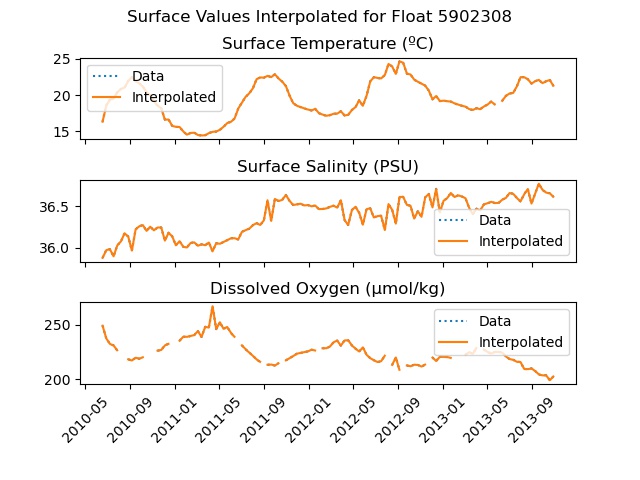 Surface Values Interpolated for Float 5902308
Surface Temperature (ºC)
25
20
15
Data
Interpolated
Surface Salinity (PSU)
36.5
36.0
Data
Interpolated
Dissolved Oxygen (µmol/kg)
250
200
Data
Interpolated
2010-05
2010-09
2011-01
2011-05
2011-09
2012-01
2012-05
2012-09
2013-01
2013-05
2013-09